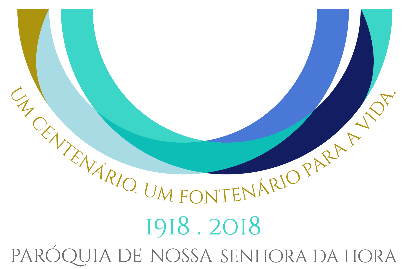 UM CENTENÁRIO. UM FONTENÁRIO PARA A VIDA.
1918 . 2018
PARÓQUIA DE NOSSA SENHORA DA HORA